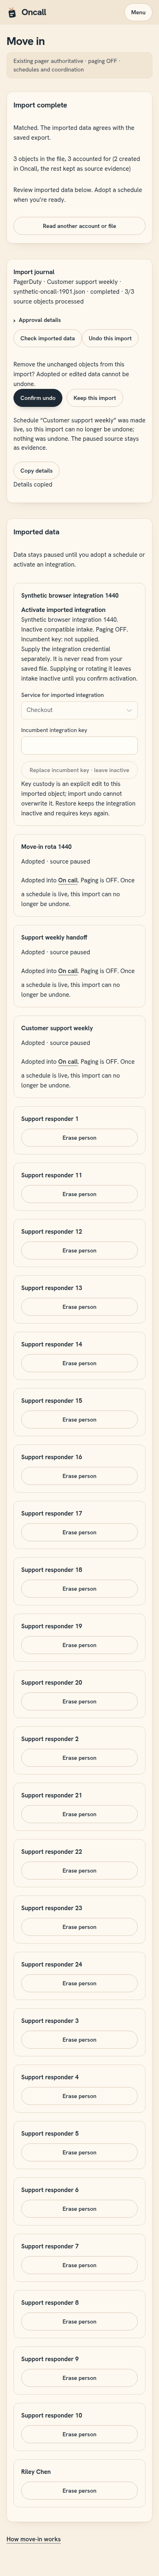 Oncall
Menu
Move in
Existing pager authoritative · paging OFF ·
schedules and coordination
Import complete
Matched. The imported data agrees with the
saved export.
3 objects in the file, 3 accounted for (2 created
in Oncall, the rest kept as source evidence)
Review imported data below. Adopt a schedule
when you're ready.
Read another account or file
Import journal
PagerDuty · Customer support weekly ·
synthetic-oncall-1901.json · completed · 3/3
source objects processed
Approval details
Check imported data
Undo this import
Remove the unchanged objects from this
import? Adopted or edited data cannot be
undone.
Confirm undo
Keep this import
Schedule “Customer support weekly” was made
live, so this import can no longer be undone;
nothing was undone. The paused source stays
as evidence.
Copy details
Details copied
Imported data
Data stays paused until you adopt a schedule or
activate an integration.
Synthetic browser integration 1440
Activate imported integration
Synthetic browser integration 1440.
Inactive compatible intake. Paging OFF.
Incumbent key: not supplied.
Supply the integration credential
separately. It is never read from your
saved file. Supplying or rotating it leaves
intake inactive until you confirm activation.
Service for imported integration
Checkout
Incumbent integration key
Replace incumbent key · leave inactive
Key custody is an explicit edit to this
imported object; import undo cannot
overwrite it. Restore keeps the integration
inactive and requires keys again.
Move-in rota 1440
Adopted · source paused
Adopted into On call. Paging is OFF. Once
a schedule is live, this import can no
longer be undone.
Support weekly handoff
Adopted · source paused
Adopted into On call. Paging is OFF. Once
a schedule is live, this import can no
longer be undone.
Customer support weekly
Adopted · source paused
Adopted into On call. Paging is OFF. Once
a schedule is live, this import can no
longer be undone.
Support responder 1
Erase person
Support responder 11
Erase person
Support responder 12
Erase person
Support responder 13
Erase person
Support responder 14
Erase person
Support responder 15
Erase person
Support responder 16
Erase person
Support responder 17
Erase person
Support responder 18
Erase person
Support responder 19
Erase person
Support responder 20
Erase person
Support responder 2
Erase person
Support responder 21
Erase person
Support responder 22
Erase person
Support responder 23
Erase person
Support responder 24
Erase person
Support responder 3
Erase person
Support responder 4
Erase person
Support responder 5
Erase person
Support responder 6
Erase person
Support responder 7
Erase person
Support responder 8
Erase person
Support responder 9
Erase person
Support responder 10
Erase person
Riley Chen
Erase person
How move-in works